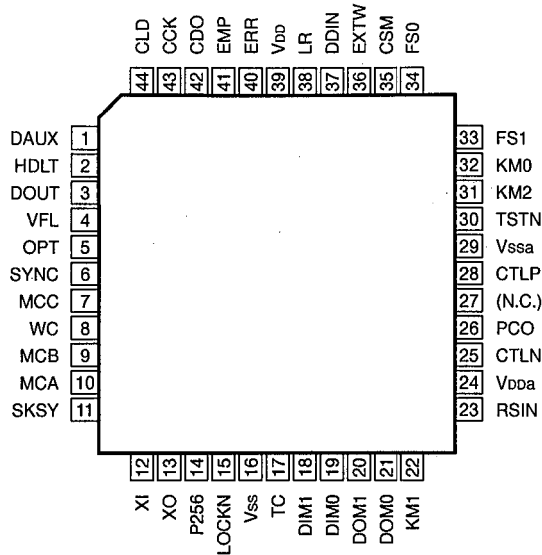 CLD CCK CDO EMP ERR VDD LR DDIN EXTW CSM FS0
44 43 42 41 40 39 38 37 36 35 34
DAUX 1
HDLT 2
DOUT 3
VFL 4
OPT 5
SYNC 6
MCC 7
WC 8
MCB 9
MCA 10
SKSY 11
33 FS1
32 KM0
31 KM2
30 TSTN
29 Vssa
28 CTLP
27 (N.C.)
26 PCO
25 CTLN
24 VDDa
23 RSIN
12 13 14 15 16 17 18 19 20 21 22
XI XO P256 LOCKN Vss TC DIM1 DIM0 DOM1 DOM0 KM1